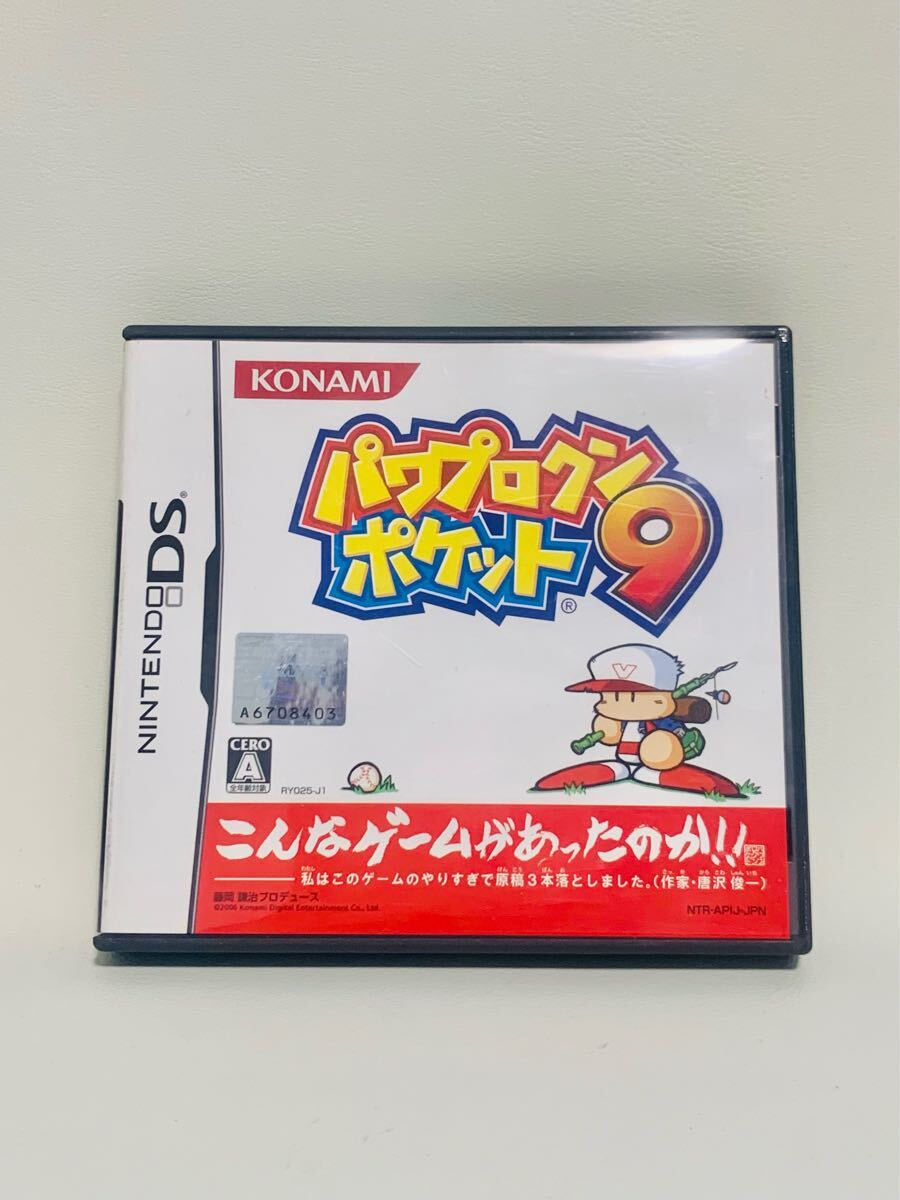 KONAMI
パワプロクン
ポケット9
®
NINTENDO DS®
A6708403
CERO
A
全年齢対象
RY025-J1
V
こんなゲームがあったのか!!
私はこのゲームのやりすぎで原稿3本落としました。(作家・唐沢 俊一)
藤岡 謙治プロデュース
©2006 Konami Digital Entertainment Co., Ltd.
NTR-APIJ-JPN